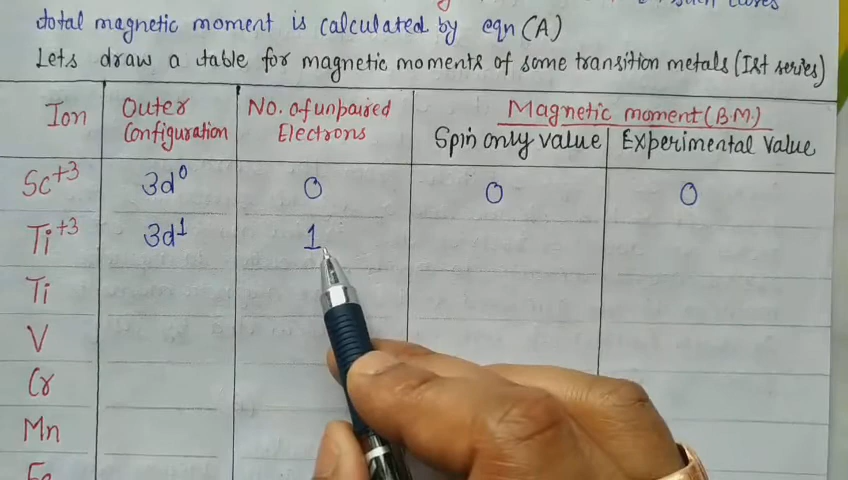 total magnetic moment is calculated by eqn (A)
Lets draw a table for magnetic moments of some transition metals (Ist series)
Ion Outer Configuration No. of unpaired Electrons Magnetic moment (B.M.)
Spin only value Experimental value
Sc+3 3d⁰ 0 0 0
Ti+3 3d¹ 1
Ti
V
Cr
Mn